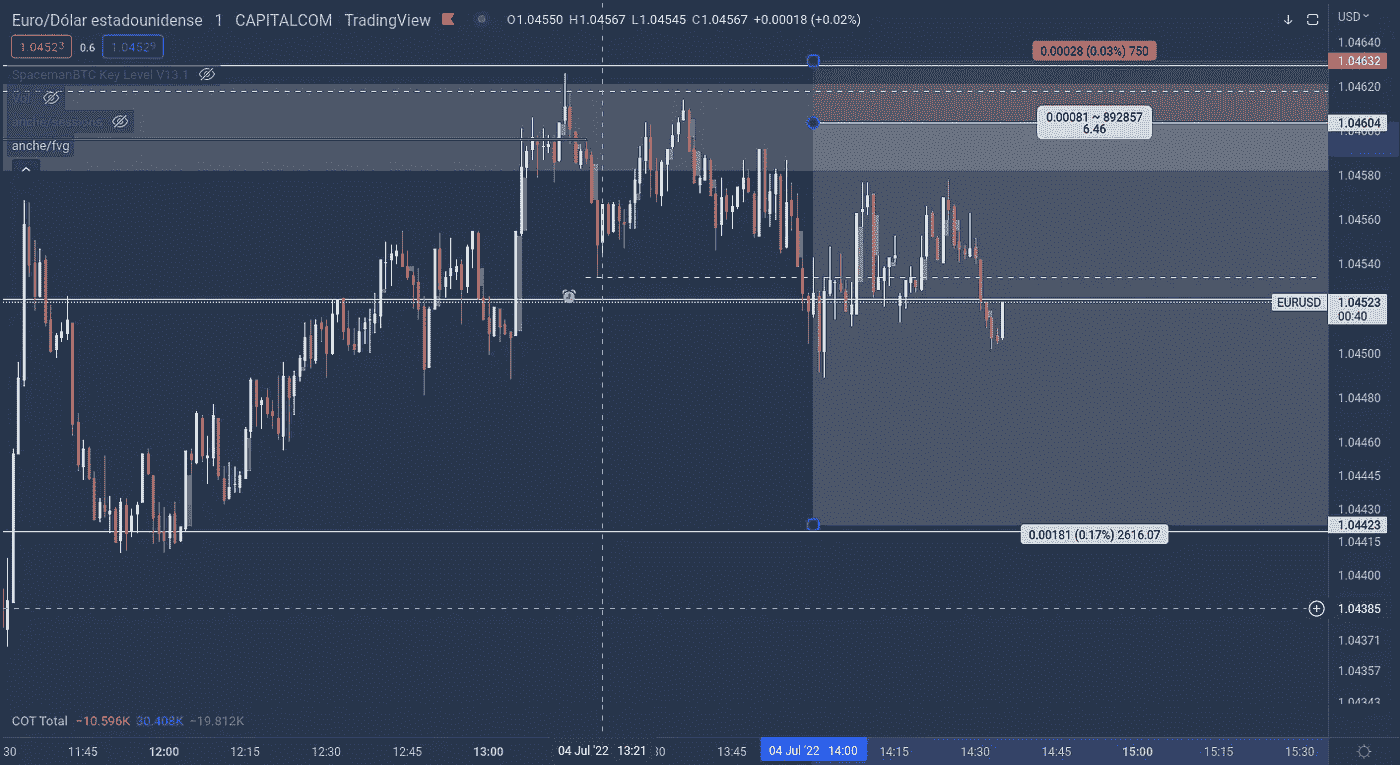 Euro/Dólar estadounidense 1 CAPITALCOM TradingView O1.04550 H1.04567 L1.04545 C1.04567 +0.00018 (+0.02%)
USD
1.04523 0.6 1.04529
SpacemanBTC Key Level V13.1
Vol
anche/sessions
anche/fvg
0.00028 (0.03%) 750
0.00081 ~ 892857
6.46
0.00181 (0.17%) 2616.07
1.04640
1.04632
1.04620
1.04604
1.04600
1.04580
1.04560
1.04540
EURUSD 1.04523
00:40
1.04500
1.04480
1.04460
1.04445
1.04430
1.04423
1.04415
1.04400
1.04385
1.04371
1.04357
1.04343
COT Total −10.596K 30.408K −19.812K
30 11:45 12:00 12:15 12:30 12:45 13:00 04 Jul '22 13:21 :30 13:45 04 Jul '22 14:00 14:15 14:30 14:45 15:00 15:15 15:30